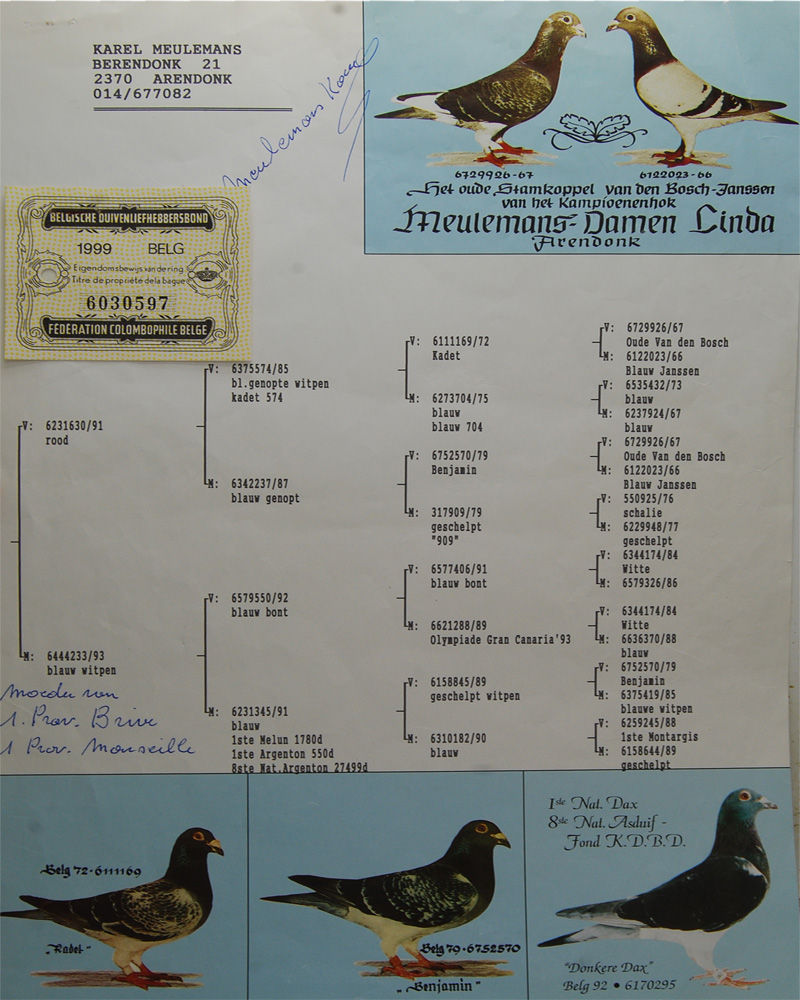 KAREL MEULEMANS
BERENDONK 21
2370 ARENDONK
014/677082
Meulemans Karel
6729926-67
6122023-66
Het oude Stamkoppel van den Bosch-Janssen
van het Kampioenenhok
Meulemans-Damen Linda
Arendonk
BELGISCHE DUIVENLIEFHEBBERSBOND
1999 BELG
Eigendomsbewijs van de ring
Titre de propriété de la bague
6030597
FÉDÉRATION COLOMBOPHILE BELGE
V: 6231630/91
rood
M: 6444233/93
blauw witpen
Moeder van
1. Prov. Brive
1 Prov. Marseille
V: 6375574/85
bl.genopte witpen
kadet 574
M: 6342237/87
blauw genopt
V: 6579550/92
blauw bont
M: 6231345/91
blauw
1ste Melun 1780d
1ste Argenton 550d
8ste Nat.Argenton 27499d
V: 6111169/72
Kadet
M: 6273704/75
blauw
blauw 704
V: 6752570/79
Benjamin
M: 317909/79
geschelpt
"909"
V: 6577406/91
blauw bont
M: 6621288/89
Olympiade Gran Canaria'93
V: 6158845/89
geschelpt witpen
M: 6310182/90
blauw
V: 6729926/67
Oude Van den Bosch
M: 6122023/66
Blauw Janssen
V: 6535432/73
blauw
M: 6237924/67
blauw
V: 6729926/67
Oude Van den Bosch
M: 6122023/66
Blauw Janssen
V: 550925/76
schalie
M: 6229948/77
geschelpt
V: 6344174/84
Witte
M: 6579326/86
V: 6344174/84
Witte
M: 6636370/88
blauw
V: 6752570/79
Benjamin
M: 6375419/85
blauwe witpen
V: 6259245/88
1ste Montargis
M: 6158644/89
geschelpt
Belg 72-6111169
„Kadet"
Belg 79-6752570
„Benjamin"
1ste Nat. Dax
8ste Nat. Asduif -
Fond K.D.B.D.
"Donkere Dax"
Belg 92 • 6170295